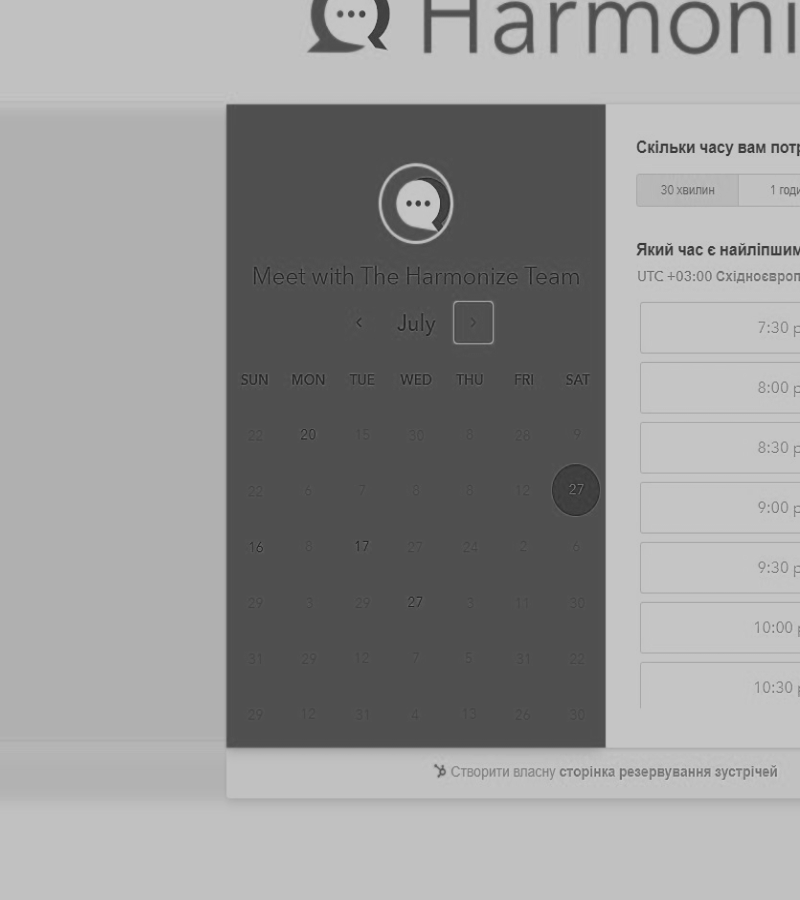 Harmoni
Meet with The Harmonize Team
July
SUN MON TUE WED THU FRI SAT
22 20 15 30 8 28 9
22 6 7 8 8 12 27
16 8 17 27 24 2 6
29 3 29 27 3 11 30
31 29 12 7 5 31 22
29 12 31 4 13 26 30
Скільки часу вам
30 хвилин 1
Який час є найліпшим
UTC +03:00
7:30
8:00
8:30
9:00
9:30
10:00
10:30
Створити власну сторінка резервування зустрічей